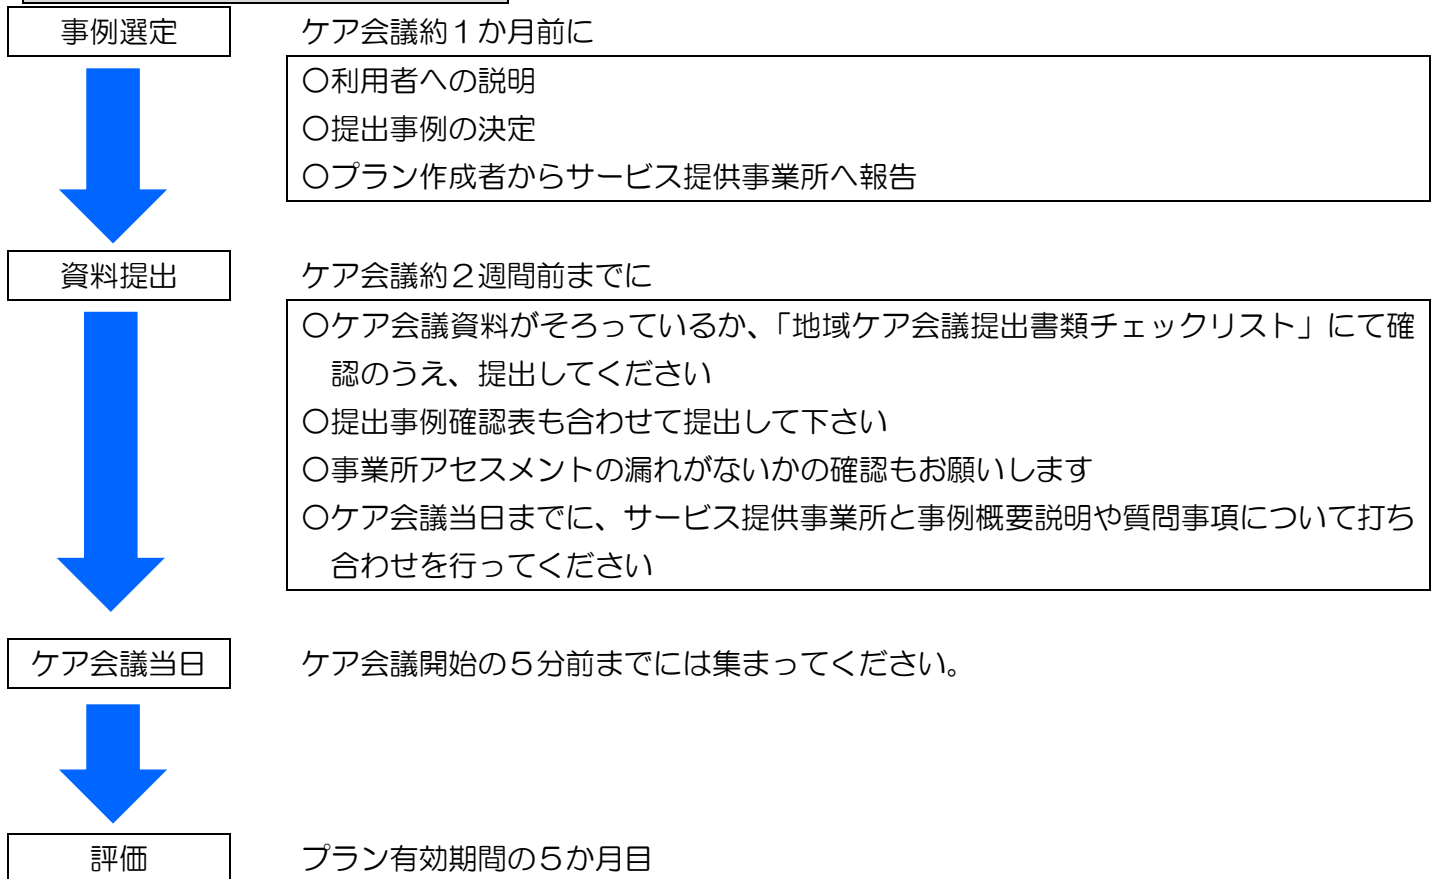 事例選定
ケア会議約１か月前に
〇利用者への説明
〇提出事例の決定
〇プラン作成者からサービス提供事業所へ報告
資料提出
ケア会議約２週間前までに
〇ケア会議資料がそろっているか、「地域ケア会議提出書類チェックリスト」にて確
認のうえ、提出してください
〇提出事例確認表も合わせて提出して下さい
〇事業所アセスメントの漏れがないかの確認もお願いします
〇ケア会議当日までに、サービス提供事業所と事例概要説明や質問事項について打ち
合わせを行ってください
ケア会議当日
ケア会議開始の５分前までには集まってください。
評価
プラン有効期間の５か月目